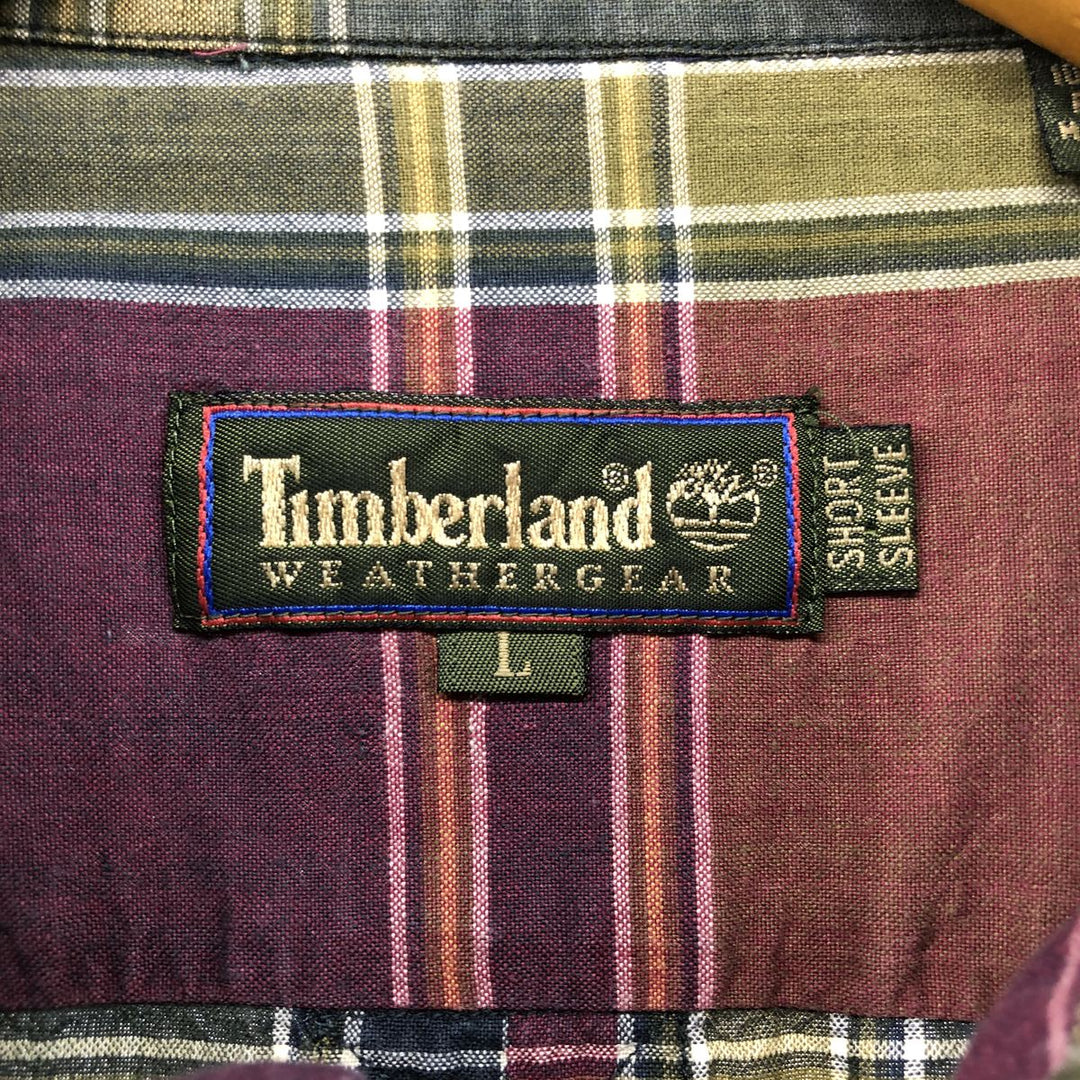 Timberland®
WEATHERGEAR
®
SHORT
SLEEVE
L